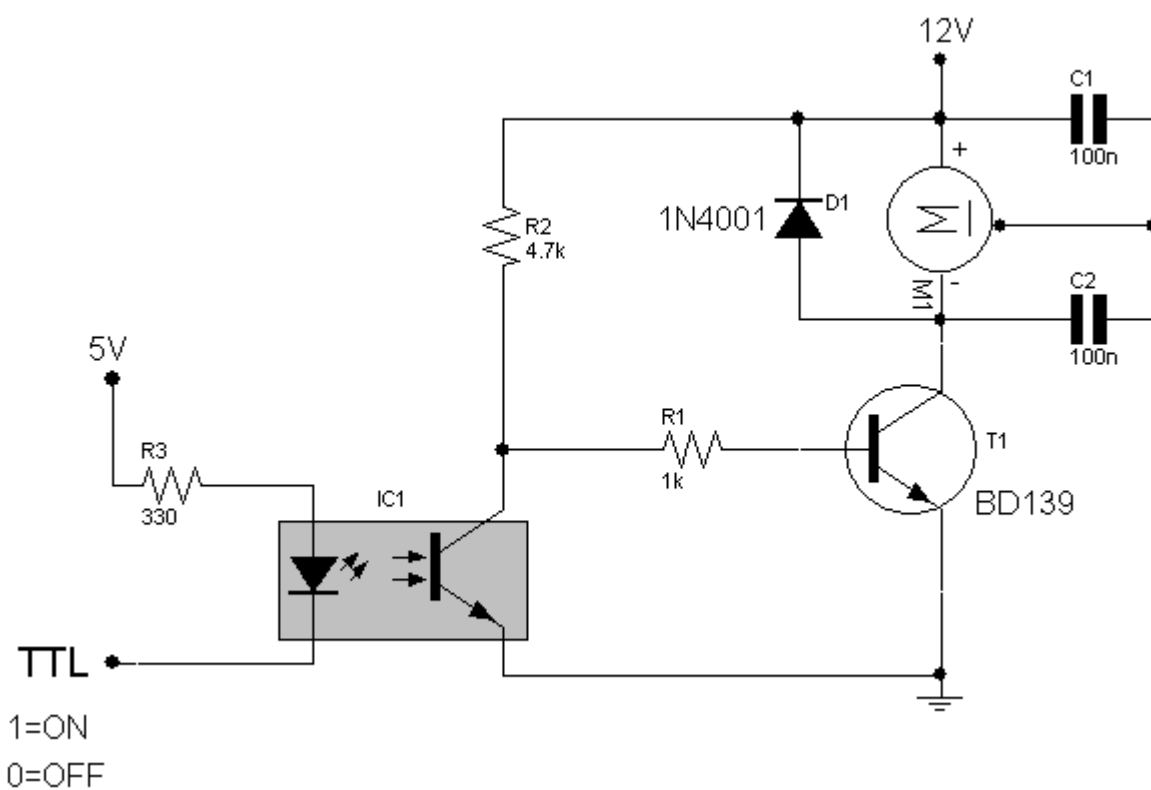 12V
C1
100n
+
M
D1
1N4001
R2
4.7k
M1
-
C2
100n
5V
R1
1k
T1
BD139
R3
330
IC1
TTL
1=ON
0=OFF